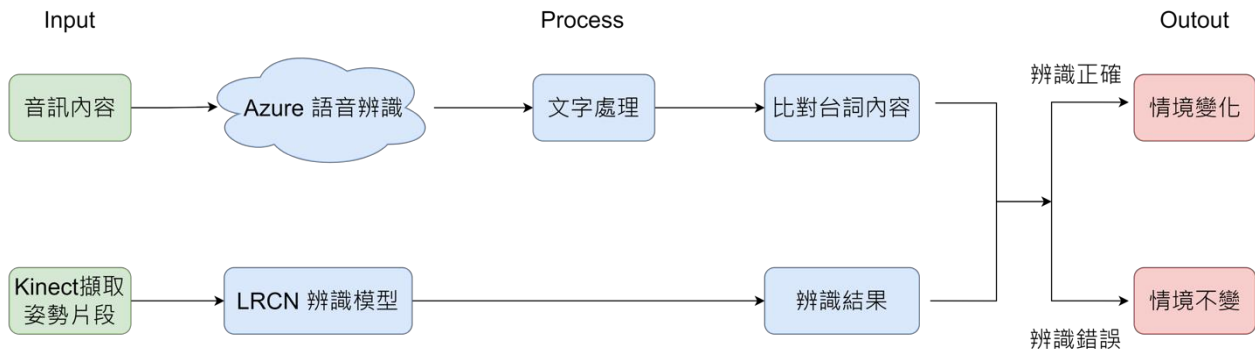 Input
Process
Outout
音訊內容
Azure 語音辨識
文字處理
比對台詞內容
辨識正確
情境變化
Kinect擷取
姿勢片段
LRCN 辨識模型
辨識結果
辨識錯誤
情境不變